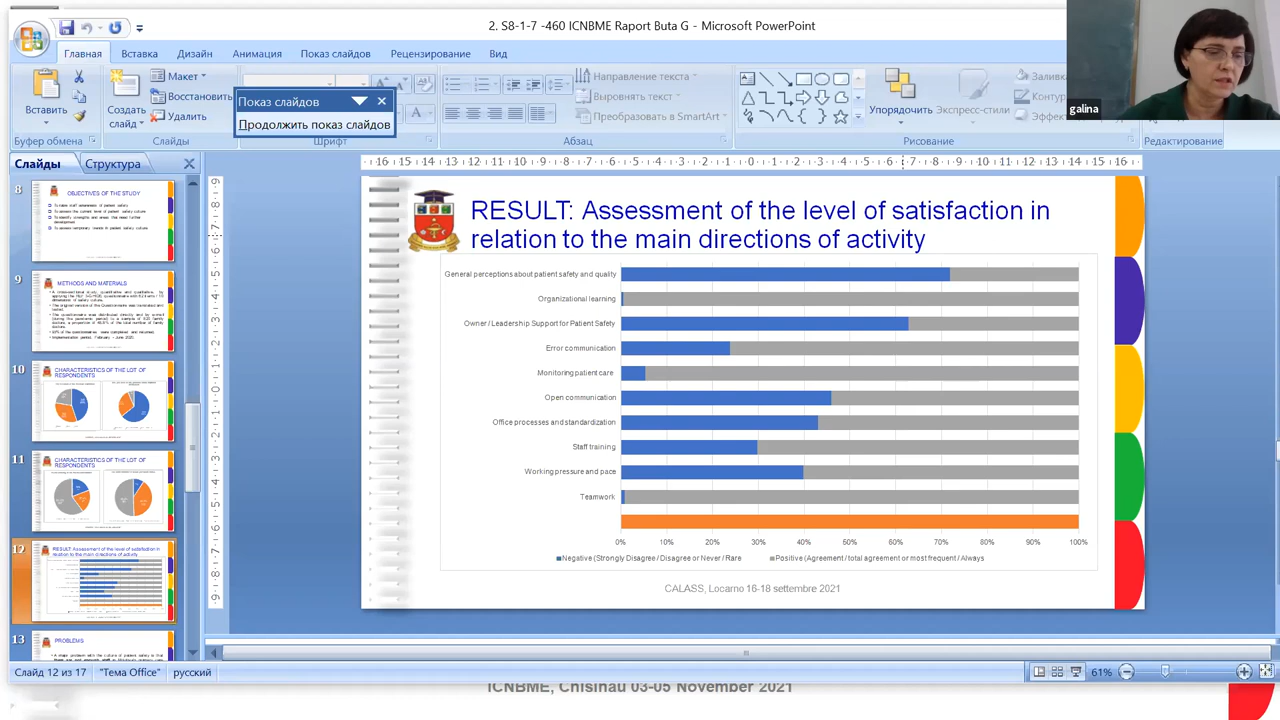 2. 58-1-7 -460 ICNBME Raport Buta G - Microsoft PowerPoint
Главная
Вставка
Дизайн
Анимация
Показ слайдов
Рецензирование
Вид
Вставить
Буфер обмена
Создать слайд
Макет
Восстановить
Удалить
Слайды
Показ слайдов
Продолжить показ слайдов
Шрифт
Направление текста
Выровнять текст
Преобразовать в SmartArt
Абзац
Упорядочить
Экспресс-стили
Рисование
Редактирование
galina
Слайды
Структура
8
OBJECTIVES OF THE STUDY
9
METHODS AND MATERIALS
10
CHARACTERISTICS OF THE LOT OF
RESPONDENTS
11
CHARACTERISTICS OF THE LOT OF
RESPONDENTS
12
RESULT: Assessment of the level of satisfaction in
relation to the main directions of activity
13
PROBLEMS
RESULT: Assessment of the level of satisfaction in
relation to the main directions of activity
General perceptions about patient safety and quality
Organizational learning
Owner / Leadership Support for Patient Safety
Error communication
Monitoring patient care
Open communication
Office processes and standardization
Staff training
Working pressure and pace
Teamwork
0% 10% 20% 30% 40% 50% 60% 70% 80% 90% 100%
Negative (Strongly Disagree / Disagree or Never / Rare
Positive (Agreement / total agreement or most frequent / Always
CALASS, Locarno 16-18 settembre 2021
Слайд 12 из 17
"Тема Office"
русский
61%
ICNBME, Chisinau 03-05 November 2021